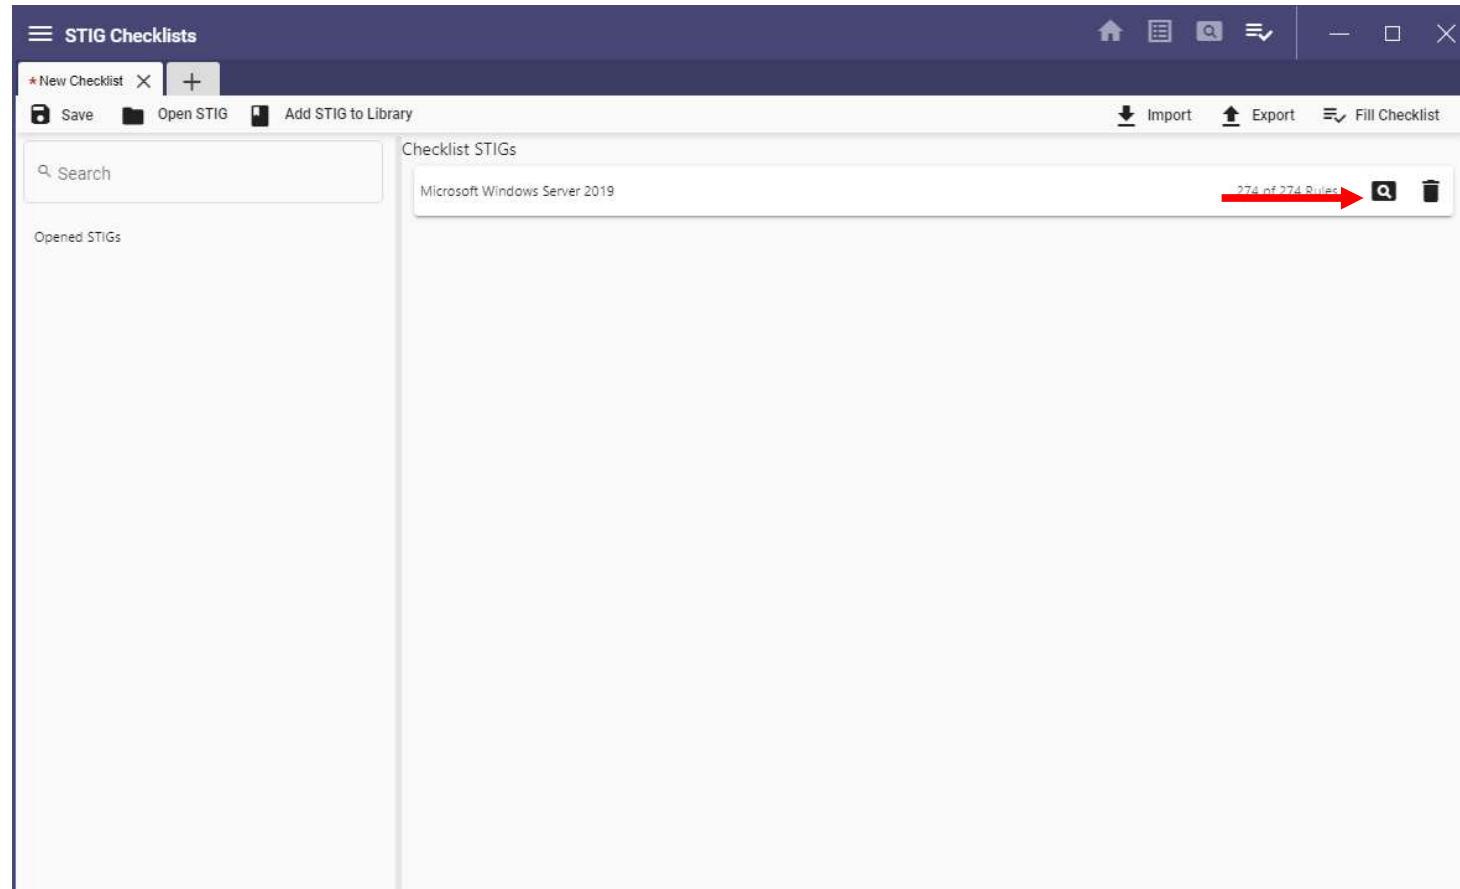 STIG Checklists
*New Checklist
Save Open STIG Add STIG to Library Import Export Fill Checklist
Search
Opened STIGs
Checklist STIGs
Microsoft Windows Server 2019 274 of 274 Rules